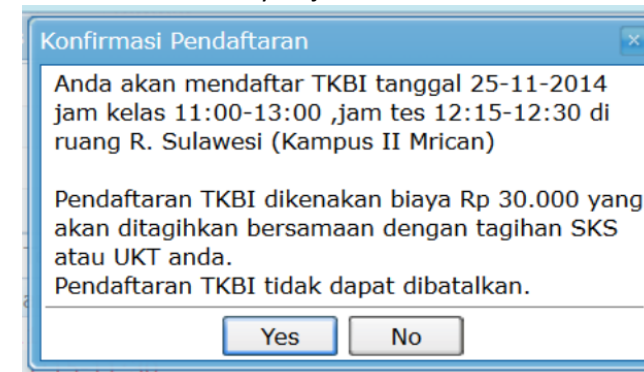 Konfirmasi Pendaftaran
Anda akan mendaftar TKBI tanggal 25-11-2014
jam kelas 11:00-13:00 ,jam tes 12:15-12:30 di
ruang R. Sulawesi (Kampus II Mrican)
Pendaftaran TKBI dikenakan biaya Rp 30.000 yang
akan ditagihkan bersamaan dengan tagihan SKS
atau UKT anda.
Pendaftaran TKBI tidak dapat dibatalkan.
Yes No